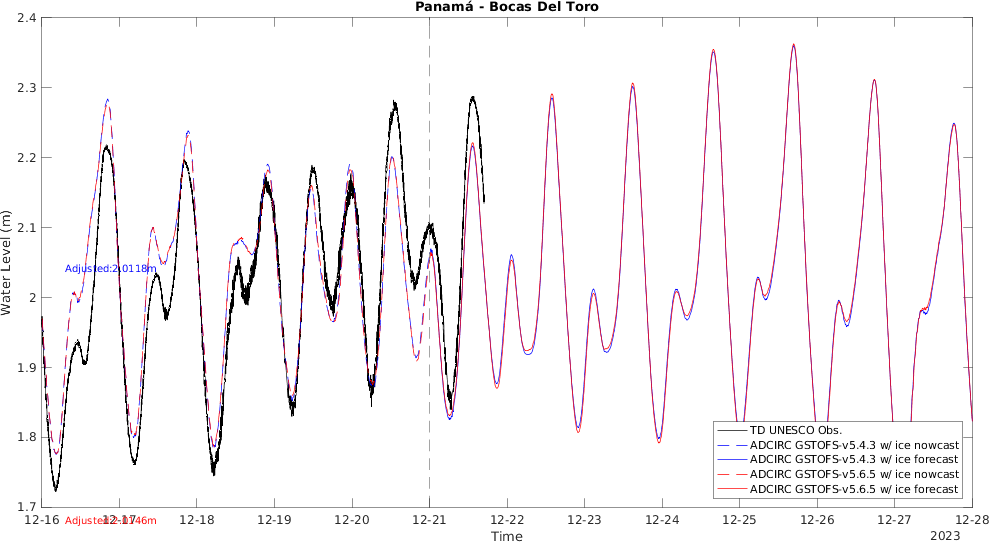 Panamá - Bocas Del Toro
Water Level (m)
2.4
2.3
2.2
2.1
2
1.9
1.8
1.7
Adjusted:2.0118m
TD UNESCO Obs.
ADCIRC GSTOFS-v5.4.3 w/ ice nowcast
ADCIRC GSTOFS-v5.4.3 w/ ice forecast
ADCIRC GSTOFS-v5.6.5 w/ ice nowcast
ADCIRC GSTOFS-v5.6.5 w/ ice forecast
12-16 12-17 12-18 12-19 12-20 12-21 12-22 12-23 12-24 12-25 12-26 12-27 12-28
Time
2023